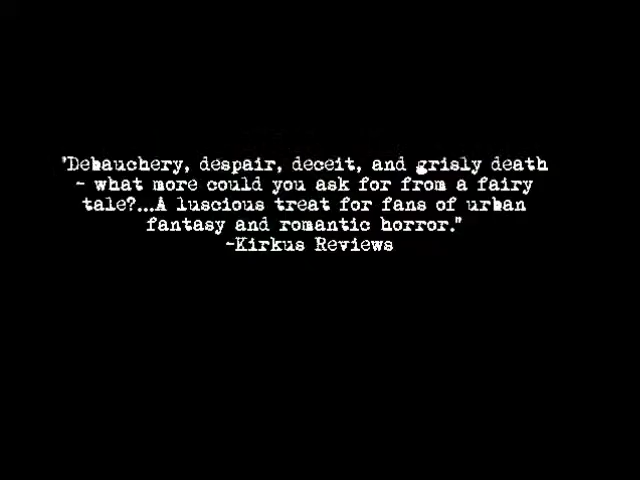 "Debauchery, despair, deceit, and grisly death
- what more could you ask for from a fairy
tale?...A luscious treat for fans of urban
fantasy and romantic horror."
-Kirkus Reviews